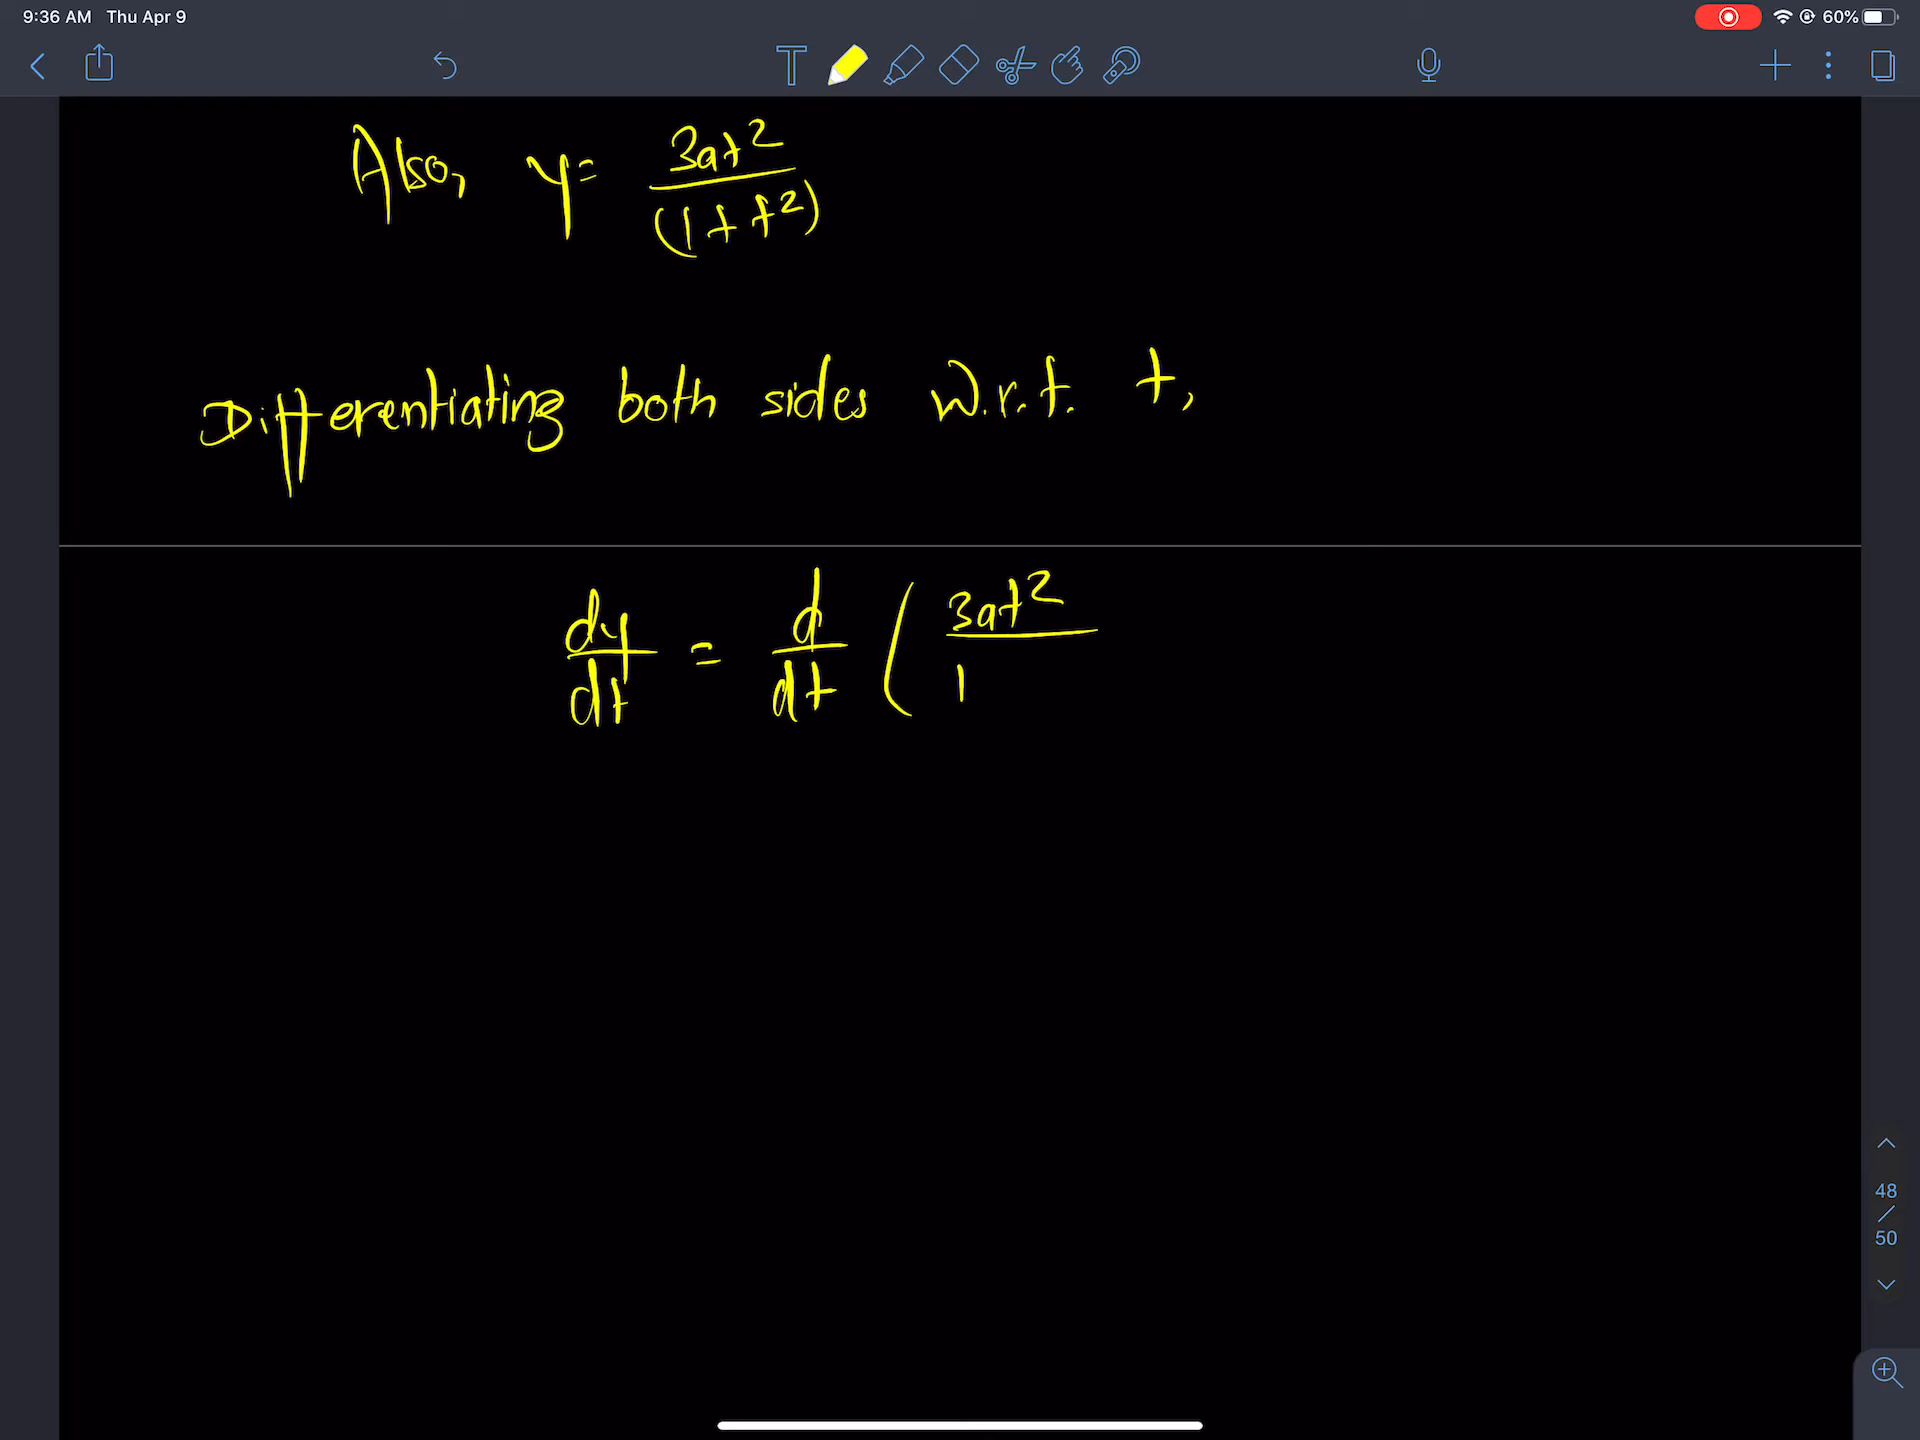 9:36 AM Thu Apr 9 60%
Also, y = 3at² / (1+t²)
Differentiating both sides w.r.t. t,
dy/dt = d/dt ( 3at² / 1
48
/
50